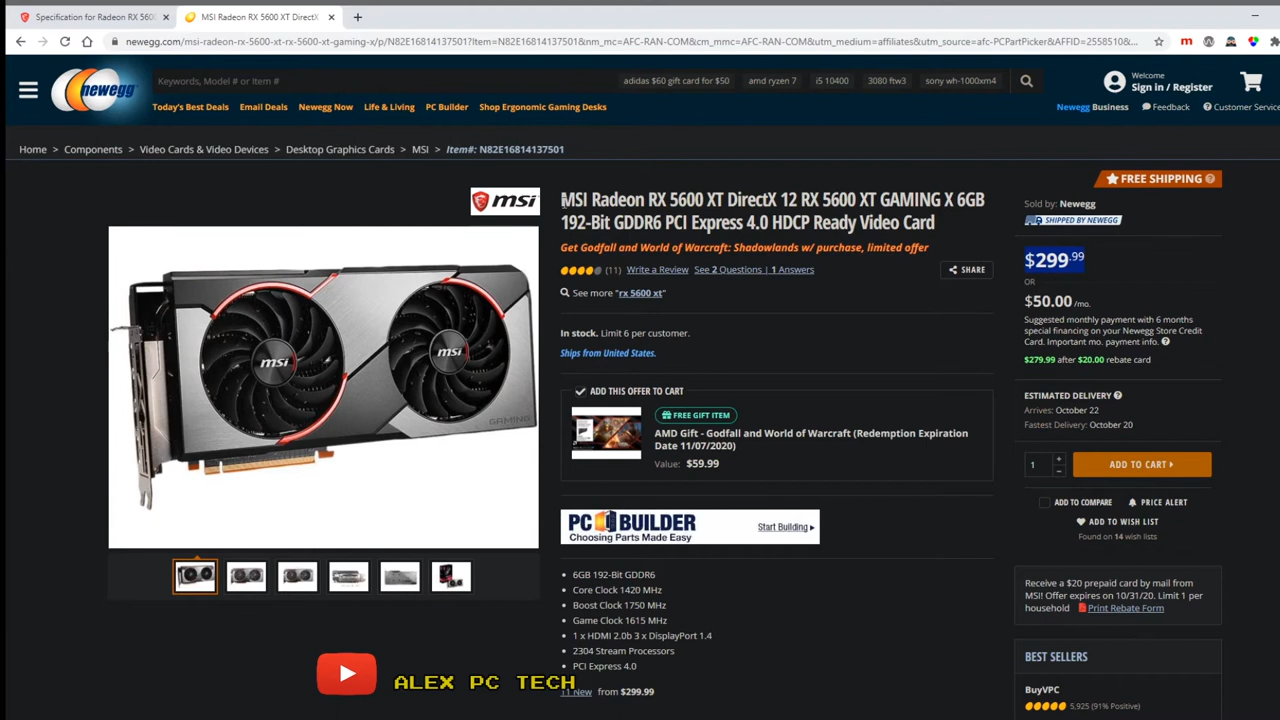 Specification for Radeon RX 560
MSI Radeon RX 5600 XT DirectX
newegg.com/msi-radeon-rx-5600-xt-rx-5600-xt-gaming-x/p/N82E16814137501?Item=N82E16814137501&nm_mc=AFC-RAN-COM&cm_mmc=AFC-RAN-COM&utm_medium=affiliates&utm_source=afc-PCPartPicker&AFFID=2558510&...
newegg
Keywords, Model # or Item #
adidas $60 gift card for $50
amd ryzen 7
i5 10400
3080 ftw3
sony wh-1000xm4
Welcome
Sign in / Register
Today's Best Deals
Email Deals
Newegg Now
Life & Living
PC Builder
Shop Ergonomic Gaming Desks
Newegg Business
Feedback
Customer Service
Home > Components > Video Cards & Video Devices > Desktop Graphics Cards > MSI > Item#: N82E16814137501
msi
MSI Radeon RX 5600 XT DirectX 12 RX 5600 XT GAMING X 6GB
192-Bit GDDR6 PCI Express 4.0 HDCP Ready Video Card
Get Godfall and World of Warcraft: Shadowlands w/ purchase, limited offer
(11) Write a Review See 2 Questions | 1 Answers
SHARE
See more "rx 5600 xt"
In stock. Limit 6 per customer.
Ships from United States.
ADD THIS OFFER TO CART
FREE GIFT ITEM
AMD Gift - Godfall and World of Warcraft (Redemption Expiration
Date 11/07/2020)
Value: $59.99
PC BUILDER
Choosing Parts Made Easy
Start Building
• 6GB 192-Bit GDDR6
• Core Clock 1420 MHz
• Boost Clock 1750 MHz
• Game Clock 1615 MHz
• 1 x HDMI 2.0b 3 x DisplayPort 1.4
• 2304 Stream Processors
• PCI Express 4.0
11 New from $299.99
FREE SHIPPING
Sold by: Newegg
SHIPPED BY NEWEGG
$299.99
OR
$50.00 /mo.
Suggested monthly payment with 6 months
special financing on your Newegg Store Credit
Card. Important mo. payment info.
$279.99 after $20.00 rebate card
ESTIMATED DELIVERY
Arrives: October 22
Fastest Delivery: October 20
1
ADD TO CART
ADD TO COMPARE
PRICE ALERT
ADD TO WISH LIST
Found on 14 wish lists
Receive a $20 prepaid card by mail from
MSI! Offer expires on 10/31/20. Limit 1 per
household Print Rebate Form
BEST SELLERS
BuyVPC
5,925 (91% Positive)
msi
msi
GAMING
ALEX PC TECH